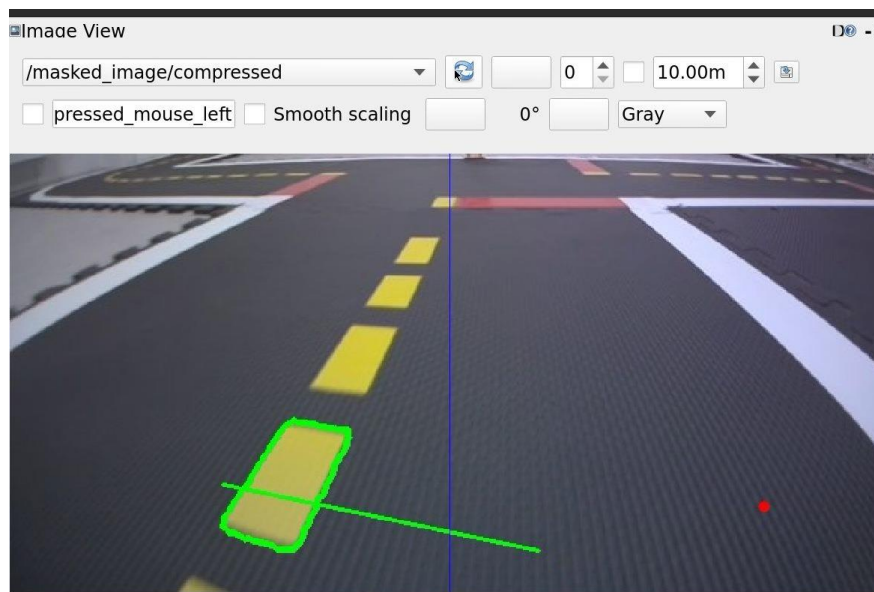 Image View
/masked_image/compressed
0
10.00m
pressed_mouse_left
Smooth scaling
0°
Gray